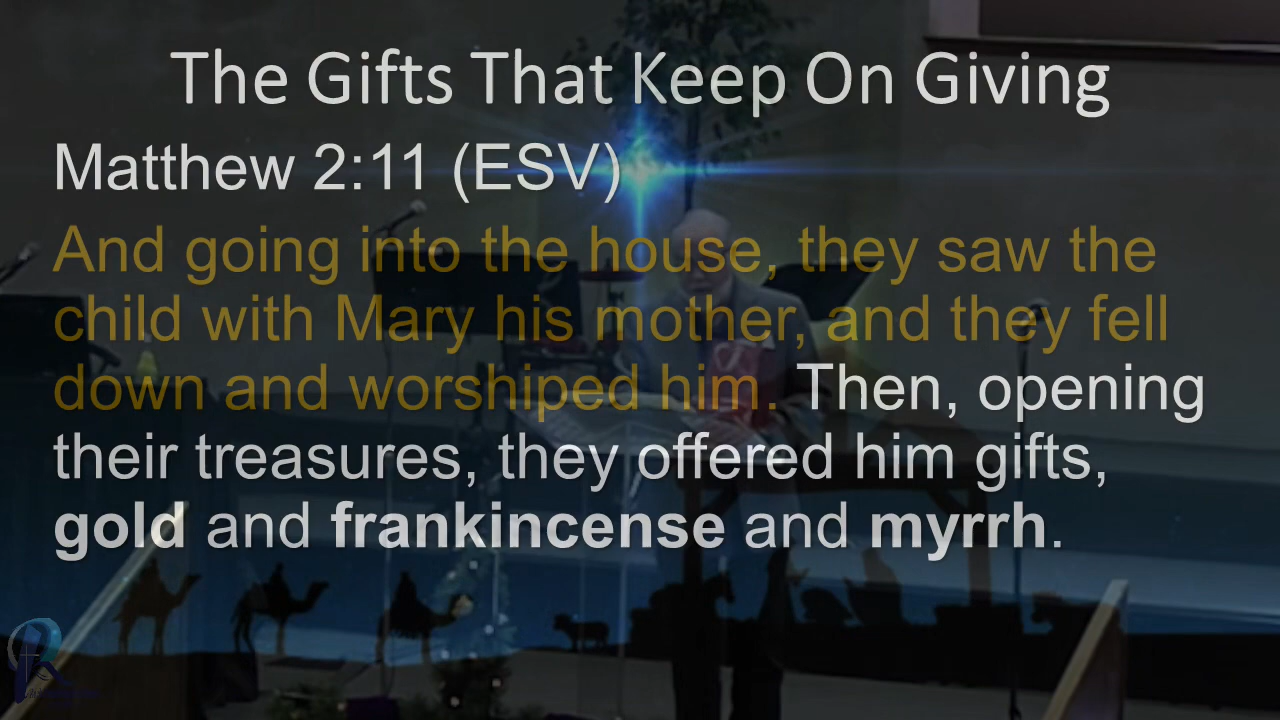 The Gifts That Keep On Giving
Matthew 2:11 (ESV)
And going into the house, they saw the
child with Mary his mother, and they fell
down and worshiped him. Then, opening
their treasures, they offered him gifts,
gold and frankincense and myrrh.